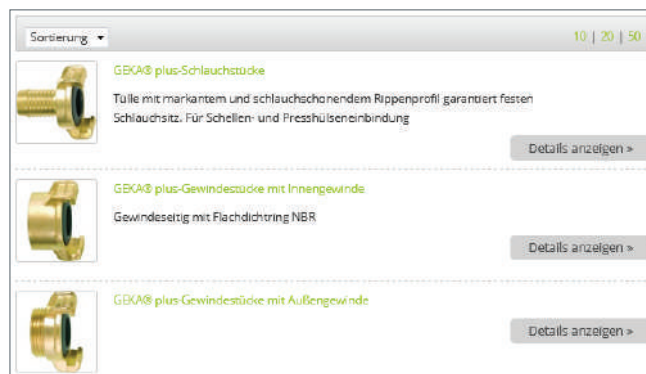 Sortierung
10 | 20 | 50
GEKA® plus-Schlauchstücke
Tülle mit markantem und schlauchschonendem Rippenprofil garantiert festen
Schlauchsitz. Für Schellen- und Presshülseneinbindung
Details anzeigen »
GEKA® plus-Gewindestücke mit Innengewinde
Gewindeseitig mit Flachdichtring NBR
Details anzeigen »
GEKA® plus-Gewindestücke mit Außengewinde
Details anzeigen »